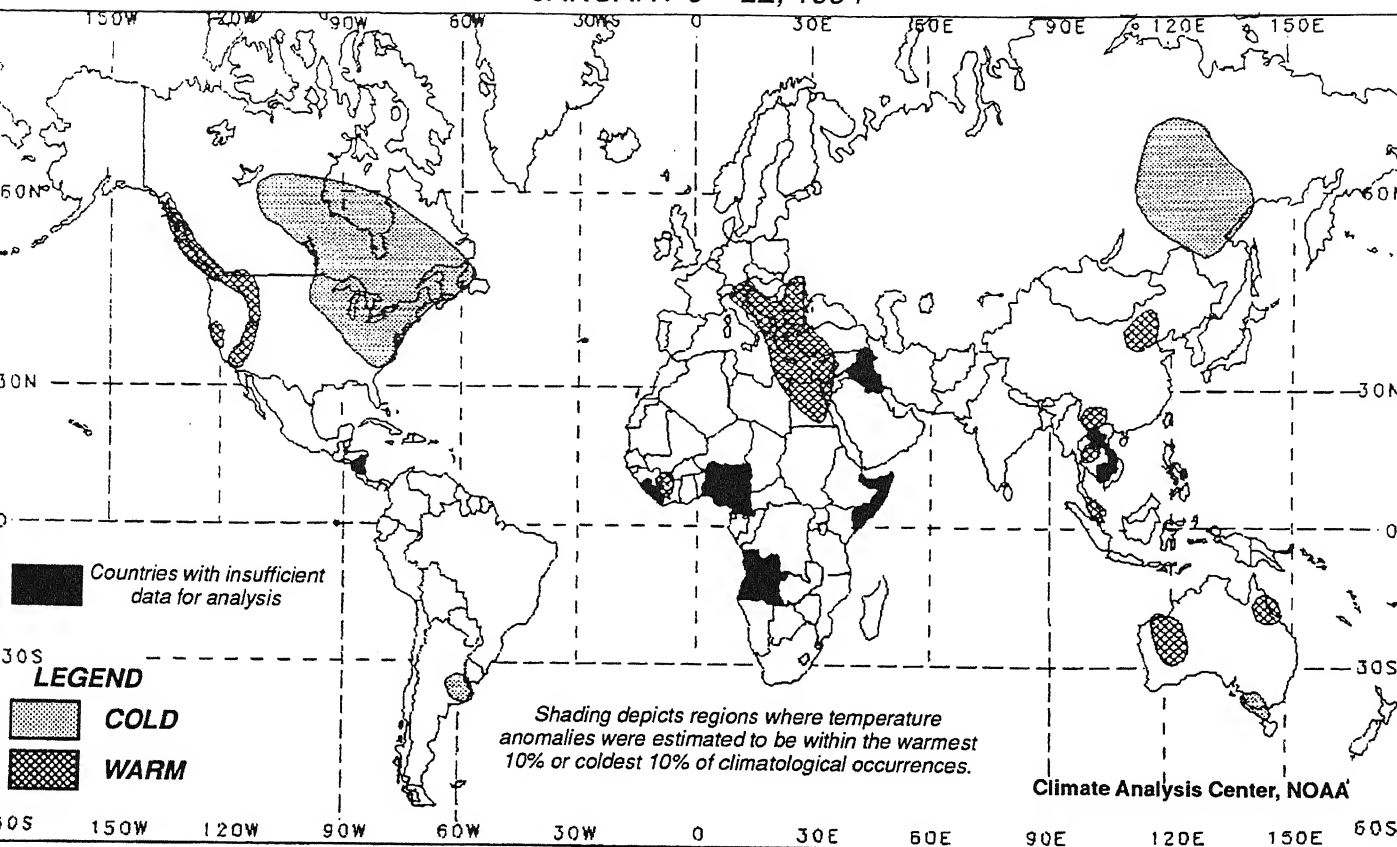 150W 120W 90W 60W 30W 0 30E 60E 90E 120E 150E
60N 60N
30N 30N
0 0
Countries with insufficient
data for analysis
30S 30S
LEGEND
COLD
WARM
Shading depicts regions where temperature
anomalies were estimated to be within the warmest
10% or coldest 10% of climatological occurrences.
Climate Analysis Center, NOAA
60S 150W 120W 90W 60W 30W 0 30E 60E 90E 120E 150E 60S